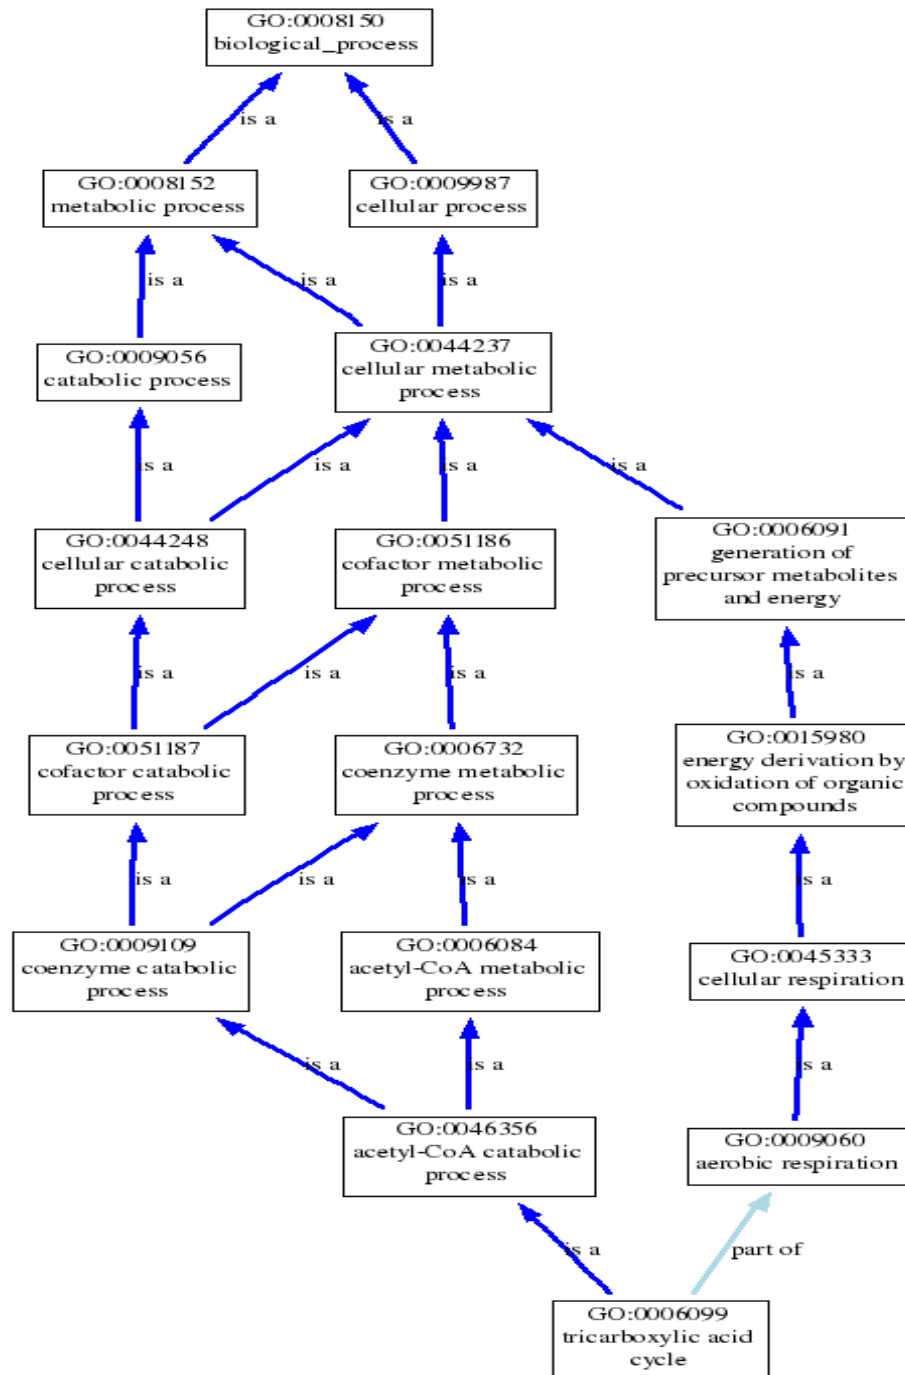 GO:0008150
biological_process
is a
is a
GO:0008152
metabolic process
GO:0009987
cellular process
is a
is a
is a
GO:0009056
catabolic process
GO:0044237
cellular metabolic
process
is a
is a
is a
is a
GO:0044248
cellular catabolic
process
GO:0051186
cofactor metabolic
process
GO:0006091
generation of
precursor metabolites
and energy
is a
is a
is a
is a
GO:0051187
cofactor catabolic
process
GO:0006732
coenzyme metabolic
process
GO:0015980
energy derivation by
oxidation of organic
compounds
is a
is a
is a
is a
GO:0009109
coenzyme catabolic
process
GO:0006084
acetyl-CoA metabolic
process
GO:0045333
cellular respiration
is a
is a
is a
GO:0046356
acetyl-CoA catabolic
process
GO:0009060
aerobic respiration
is a
part of
GO:0006099
tricarboxylic acid
cycle